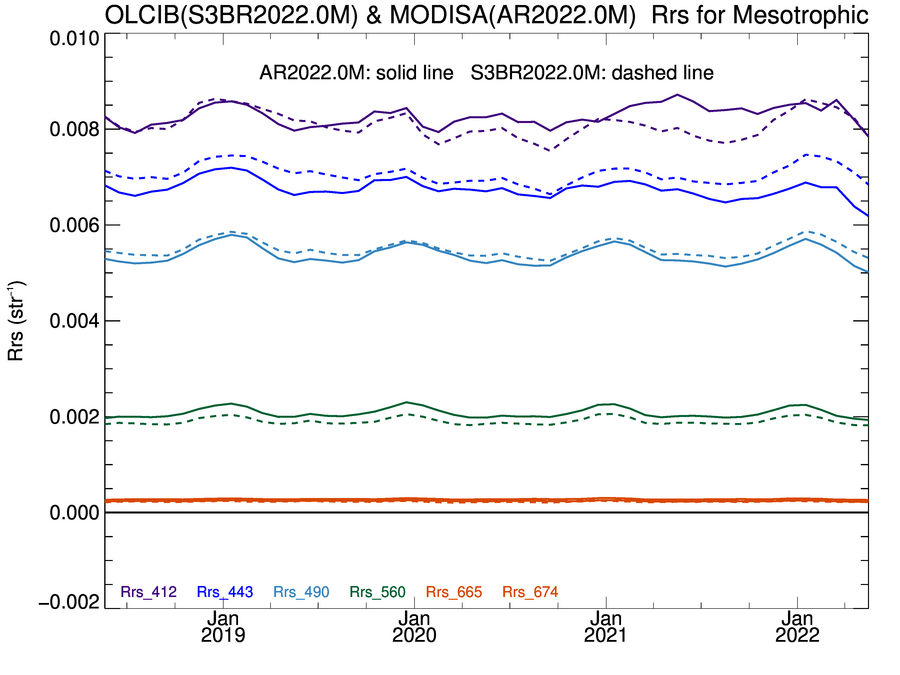 OLCIB(S3BR2022.0M) & MODISA(AR2022.0M) Rrs for Mesotrophic
0.010
AR2022.0M: solid line S3BR2022.0M: dashed line
0.008
0.006
Rrs (str⁻¹)
0.004
0.002
0.000
Rrs_412 Rrs_443 Rrs_490 Rrs_560 Rrs_665 Rrs_674
−0.002
Jan Jan Jan Jan
2019 2020 2021 2022